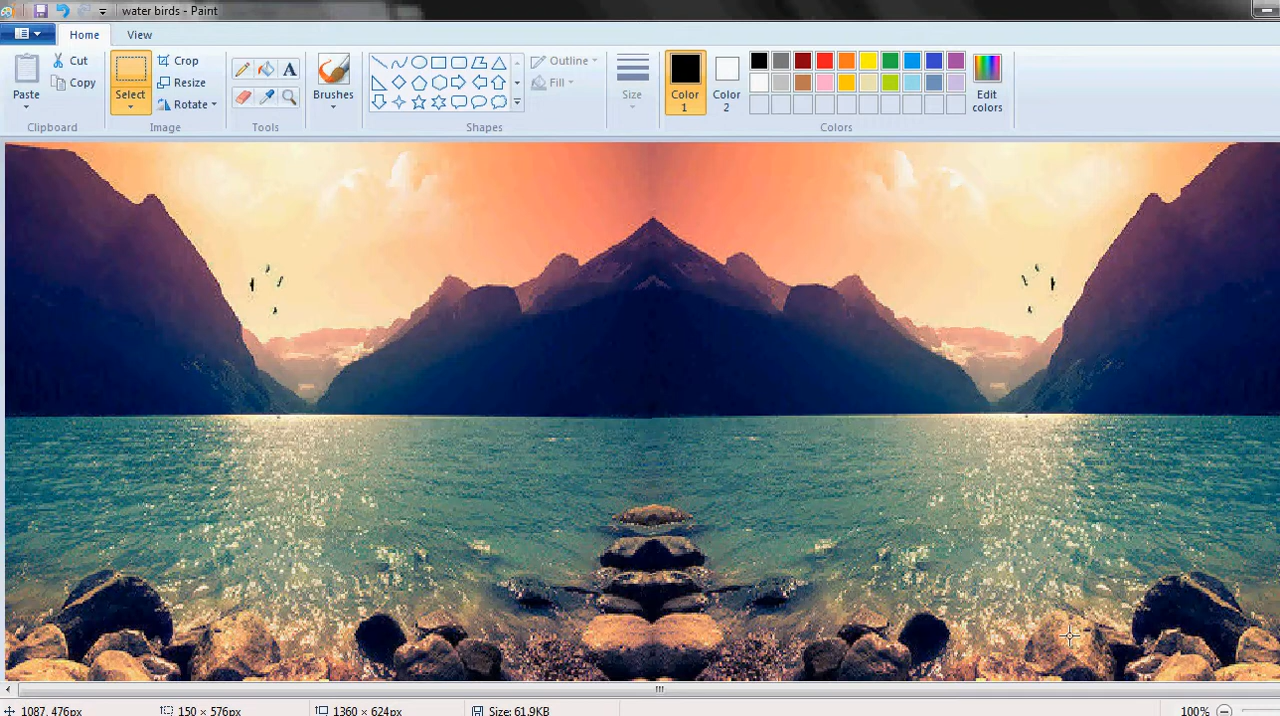 water birds - Paint
Home View
Cut
Copy
Paste
Clipboard
Crop
Resize
Rotate
Select
Image
A
Tools
Brushes
Outline
Fill
Shapes
Size
Color 1
Color 2
Edit colors
Colors
1087, 476px 150 × 576px 1360 × 624px Size: 61.9KB 100%